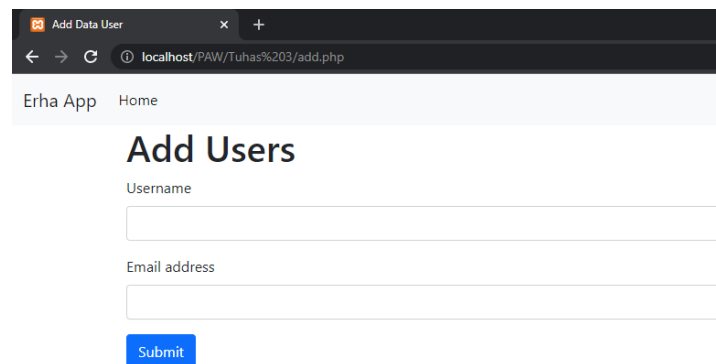 Add Data User
localhost/PAW/Tuhas%203/add.php
Erha App Home
Add Users
Username
Email address
Submit